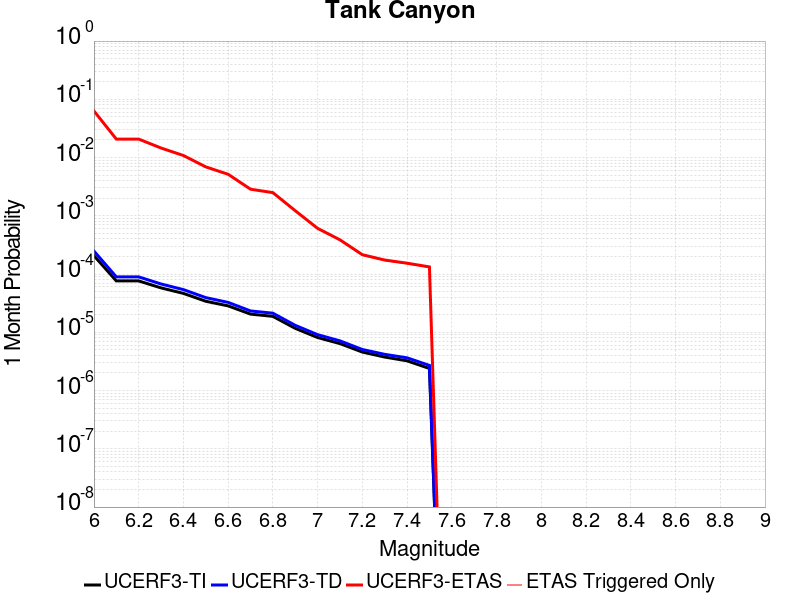 Tank Canyon
10^0
10^-1
10^-2
10^-3
10^-4
10^-5
10^-6
10^-7
10^-8
1 Month Probability
6 6.2 6.4 6.6 6.8 7 7.2 7.4 7.6 7.8 8 8.2 8.4 8.6 8.8 9
Magnitude
UCERF3-TI UCERF3-TD UCERF3-ETAS ETAS Triggered Only